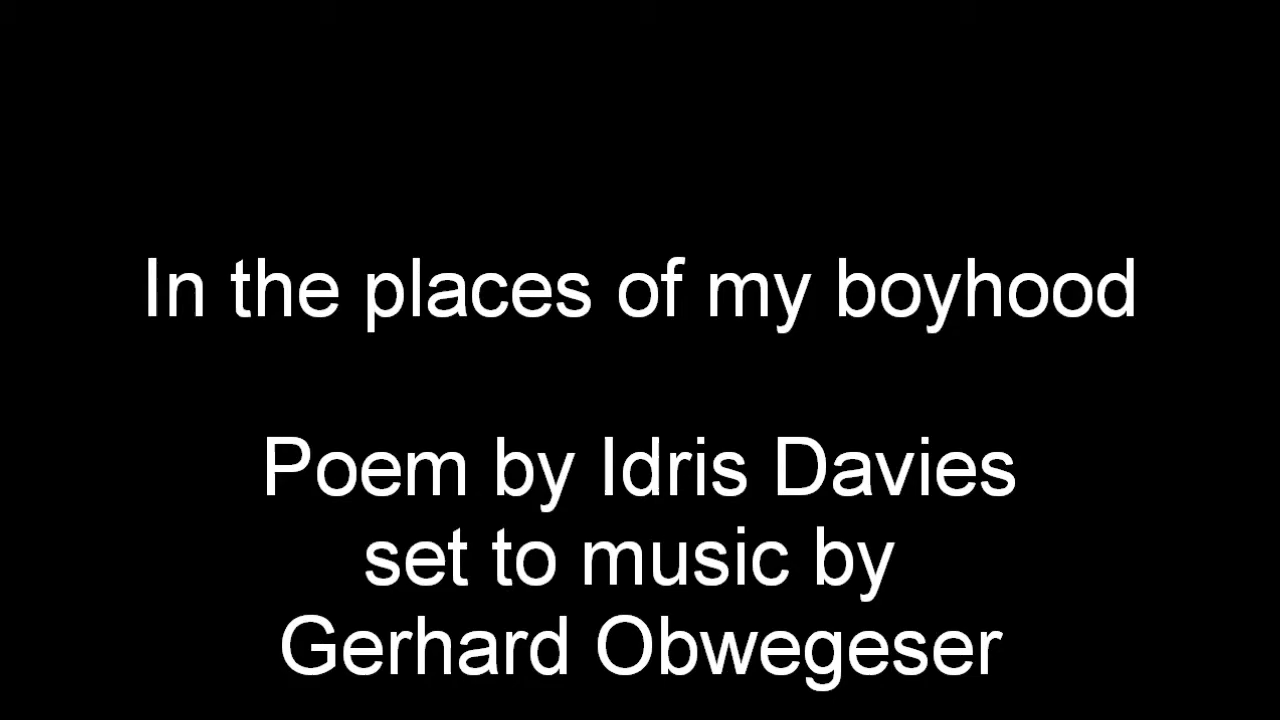 In the places of my boyhood
Poem by Idris Davies
set to music by
Gerhard Obwegeser